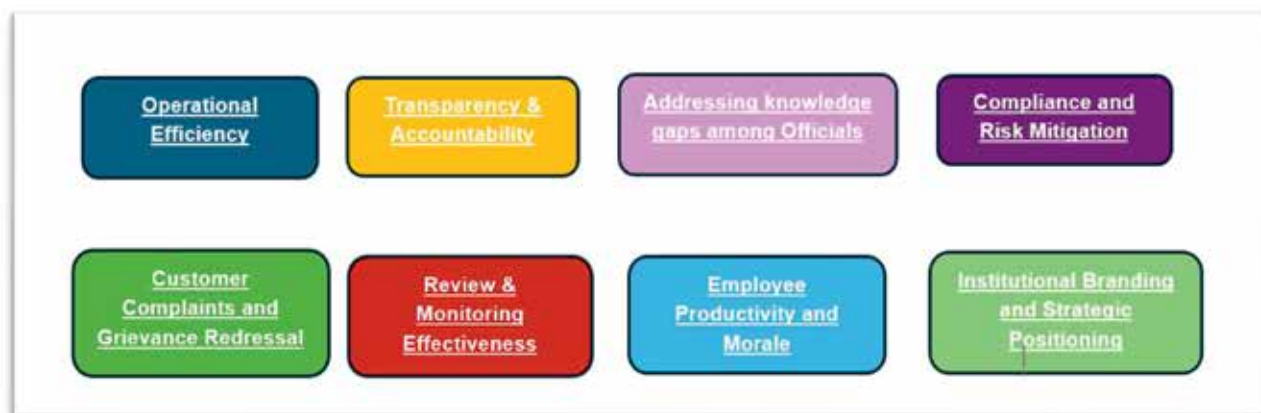 Operational
Efficiency
Transparency &
Accountability
Addressing knowledge
gaps among Officials
Compliance and
Risk Mitigation
Customer
Complaints and
Grievance Redressal
Review &
Monitoring
Effectiveness
Employee
Productivity and
Morale
Institutional Branding
and Strategic
Positioning